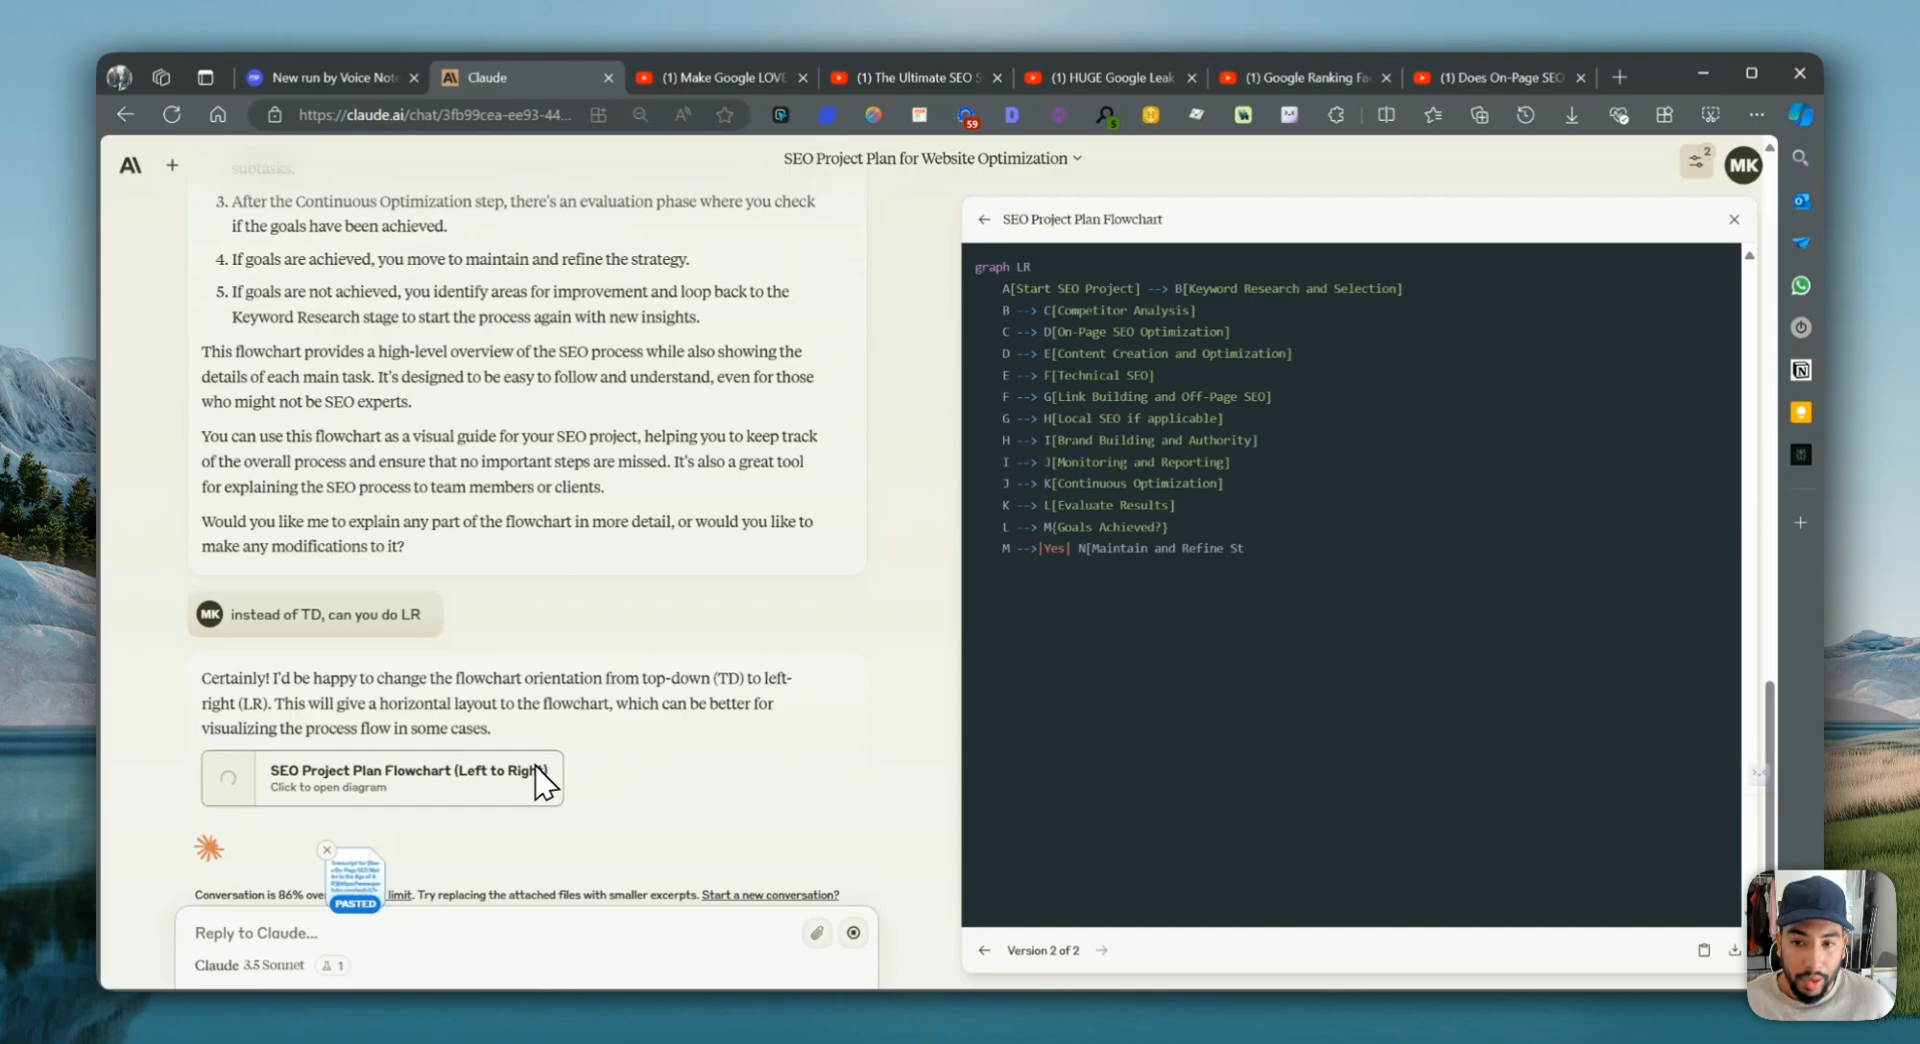 New run by Voice Note
Claude
(1) Make Google LOVE
(1) The Ultimate SEO S
(1) HUGE Google Leak
(1) Google Ranking Fa
(1) Does On-Page SEO
https://claude.ai/chat/3fb99cea-ee93-44...
59
D
5
SEO Project Plan for Website Optimization
2
MK
subtasks.
3. After the Continuous Optimization step, there's an evaluation phase where you check
if the goals have been achieved.
4. If goals are achieved, you move to maintain and refine the strategy.
5. If goals are not achieved, you identify areas for improvement and loop back to the
Keyword Research stage to start the process again with new insights.
This flowchart provides a high-level overview of the SEO process while also showing the
details of each main task. It's designed to be easy to follow and understand, even for those
who might not be SEO experts.
You can use this flowchart as a visual guide for your SEO project, helping you to keep track
of the overall process and ensure that no important steps are missed. It's also a great tool
for explaining the SEO process to team members or clients.
Would you like me to explain any part of the flowchart in more detail, or would you like to
make any modifications to it?
MK instead of TD, can you do LR
Certainly! I'd be happy to change the flowchart orientation from top-down (TD) to left-
right (LR). This will give a horizontal layout to the flowchart, which can be better for
visualizing the process flow in some cases.
SEO Project Plan Flowchart (Left to Right)
Click to open diagram
PASTED
Conversation is 86% ove limit. Try replacing the attached files with smaller excerpts. Start a new conversation?
Reply to Claude...
Claude 3.5 Sonnet 1
SEO Project Plan Flowchart
graph LR
A[Start SEO Project] --> B[Keyword Research and Selection]
B --> C[Competitor Analysis]
C --> D[On-Page SEO Optimization]
D --> E[Content Creation and Optimization]
E --> F[Technical SEO]
F --> G[Link Building and Off-Page SEO]
G --> H[Local SEO if applicable]
H --> I[Brand Building and Authority]
I --> J[Monitoring and Reporting]
J --> K[Continuous Optimization]
K --> L[Evaluate Results]
L --> M{Goals Achieved?}
M -->|Yes| N[Maintain and Refine St
Version 2 of 2